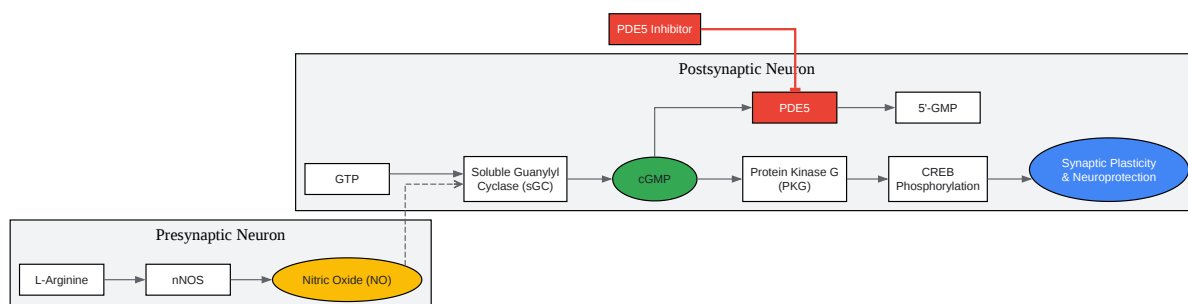 PDE5 Inhibitor
Postsynaptic Neuron
PDE5
5'-GMP
GTP
Soluble Guanylyl
Cyclase (sGC)
cGMP
Protein Kinase G
(PKG)
CREB
Phosphorylation
Synaptic Plasticity
& Neuroprotection
Presynaptic Neuron
L-Arginine
nNOS
Nitric Oxide (NO)